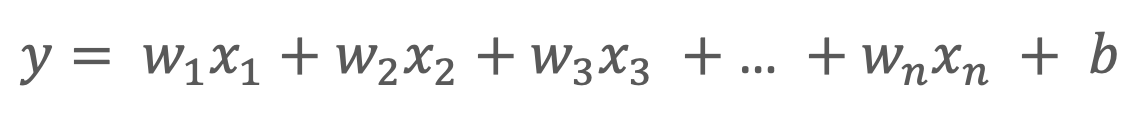 y = w₁x₁ + w₂x₂ + w₃x₃ + ... + wₙxₙ + b